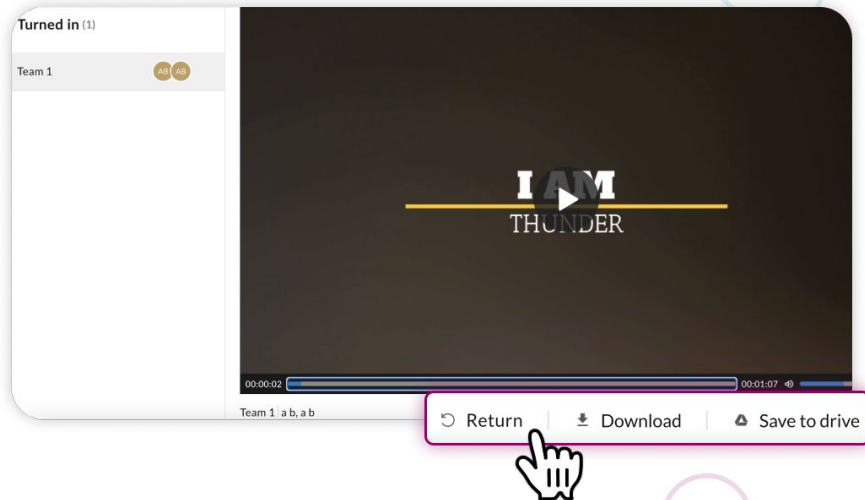 Turned in (1)
Team 1 AB AB
I AM
THUNDER
00:00:02 00:01:07
Team 1 a b, a b
Return Download Save to drive